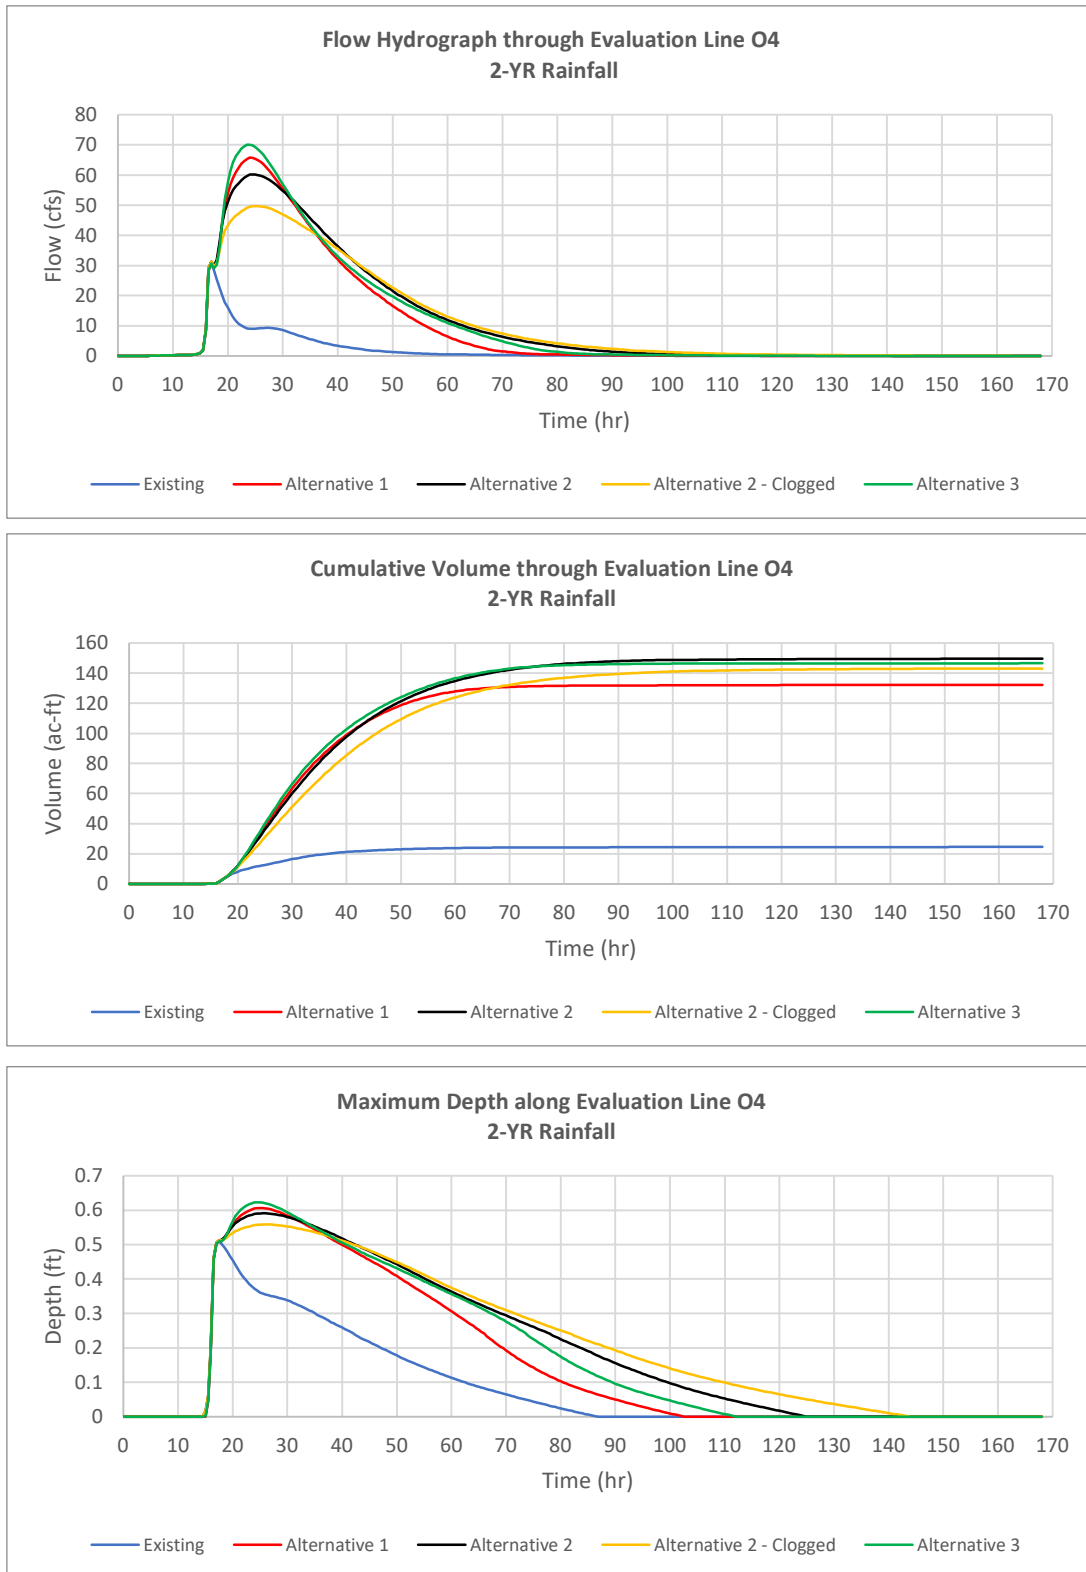 Flow Hydrograph through Evaluation Line O4
2-YR Rainfall
Flow (cfs)
80
70
60
50
40
30
20
10
0
0 10 20 30 40 50 60 70 80 90 100 110 120 130 140 150 160 170
Time (hr)
Existing Alternative 1 Alternative 2 Alternative 2 - Clogged Alternative 3
Cumulative Volume through Evaluation Line O4
2-YR Rainfall
Volume (ac-ft)
160
140
120
100
80
60
40
20
0
0 10 20 30 40 50 60 70 80 90 100 110 120 130 140 150 160 170
Time (hr)
Existing Alternative 1 Alternative 2 Alternative 2 - Clogged Alternative 3
Maximum Depth along Evaluation Line O4
2-YR Rainfall
Depth (ft)
0.7
0.6
0.5
0.4
0.3
0.2
0.1
0
0 10 20 30 40 50 60 70 80 90 100 110 120 130 140 150 160 170
Time (hr)
Existing Alternative 1 Alternative 2 Alternative 2 - Clogged Alternative 3